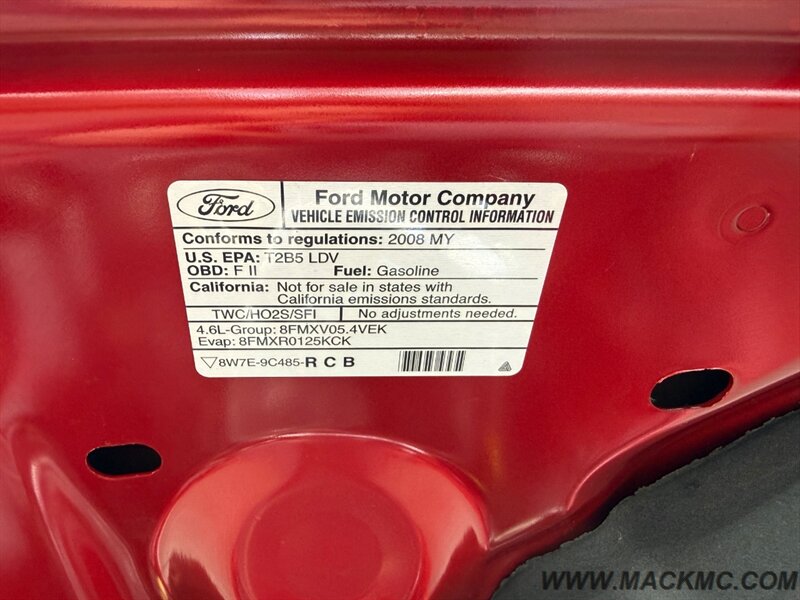 Ford
Ford Motor Company
VEHICLE EMISSION CONTROL INFORMATION
Conforms to regulations: 2008 MY
U.S. EPA: T2B5 LDV
OBD: F II Fuel: Gasoline
California: Not for sale in states with
California emissions standards.
TWC/HO2S/SFI No adjustments needed.
4.6L-Group: 8FMXV05.4VEK
Evap: 8FMXR0125KCK
8W7E-9C485-R C B
WWW.MACKMC.COM